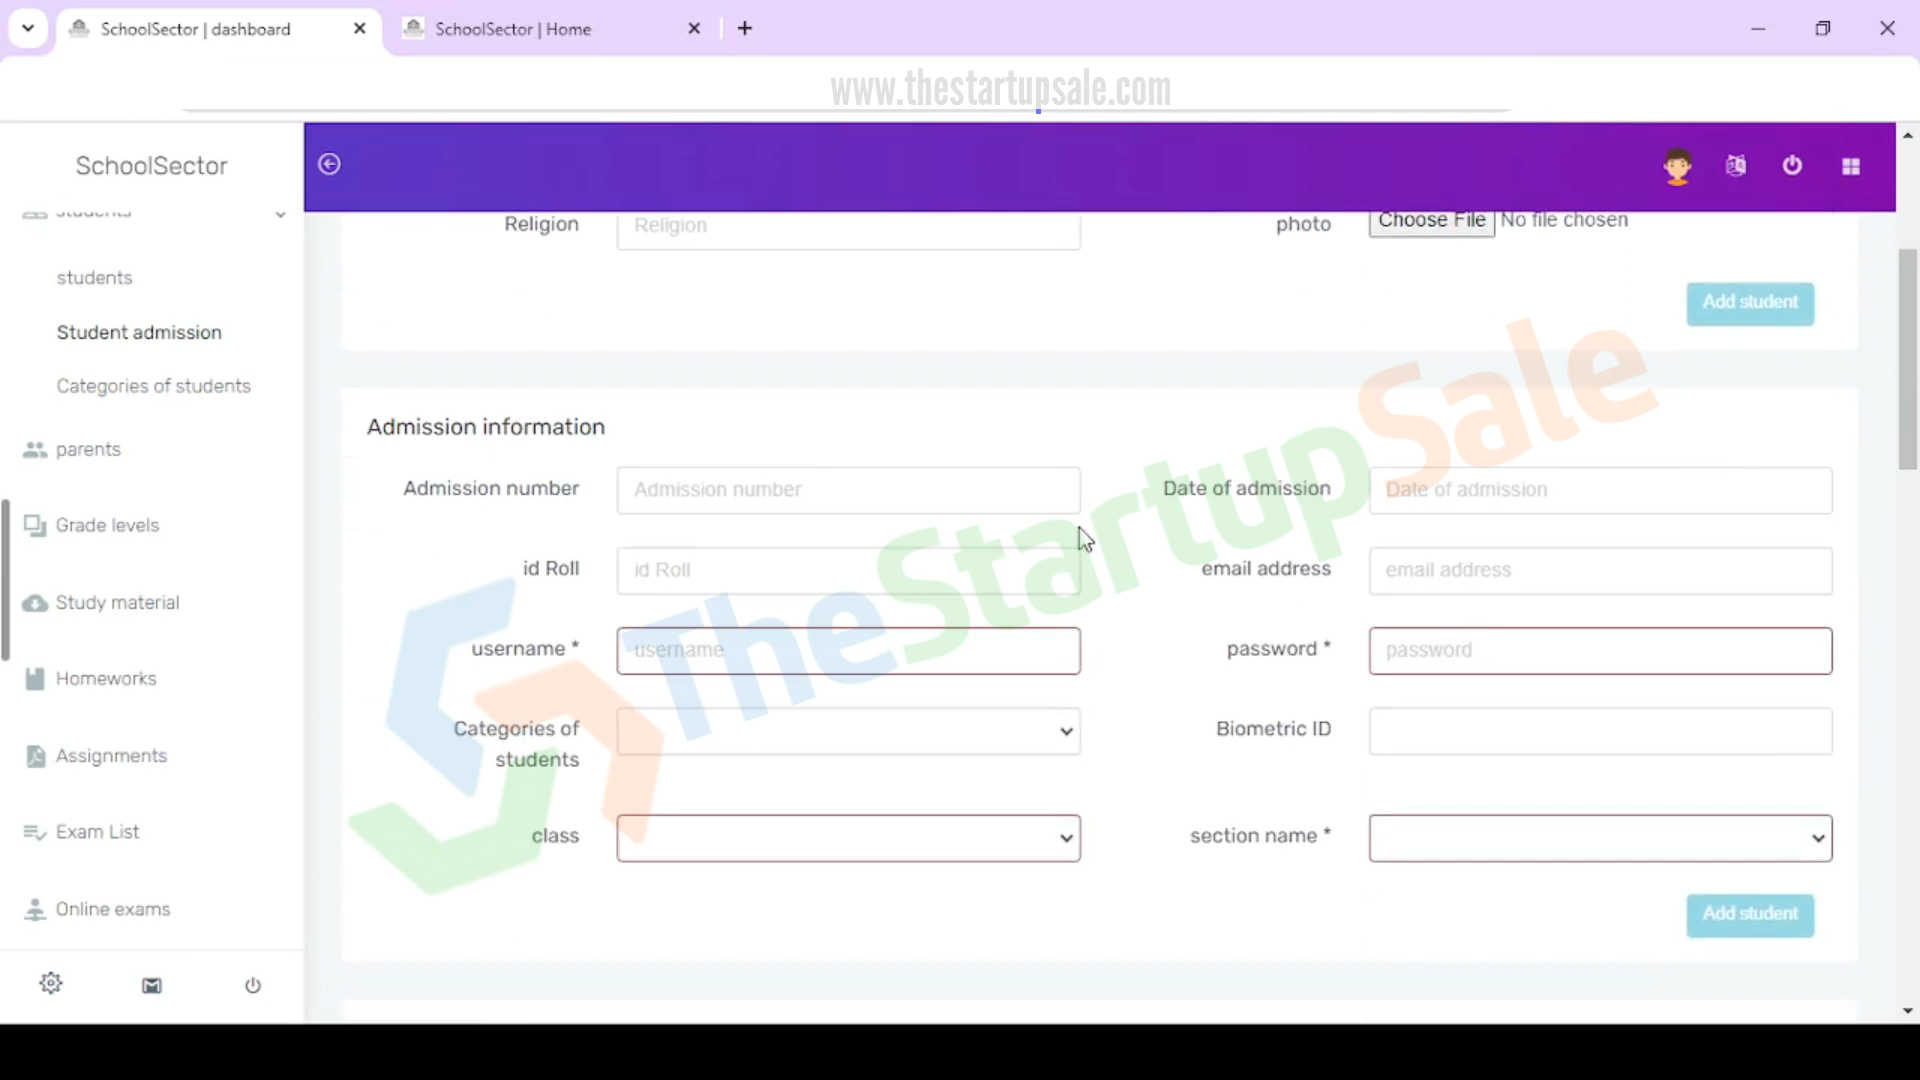 SchoolSector | dashboard
SchoolSector | Home
www.thestartupsale.com
SchoolSector
students
students
Student admission
Categories of students
parents
Grade levels
Study material
Homeworks
Assignments
Exam List
Online exams
Religion
Religion
photo
Choose File No file chosen
Add student
Admission information
Admission number
Admission number
Date of admission
Date of admission
id Roll
id Roll
email address
email address
username *
username
password *
password
Categories of
students
Biometric ID
class
section name *
Add student
TheStartupSale